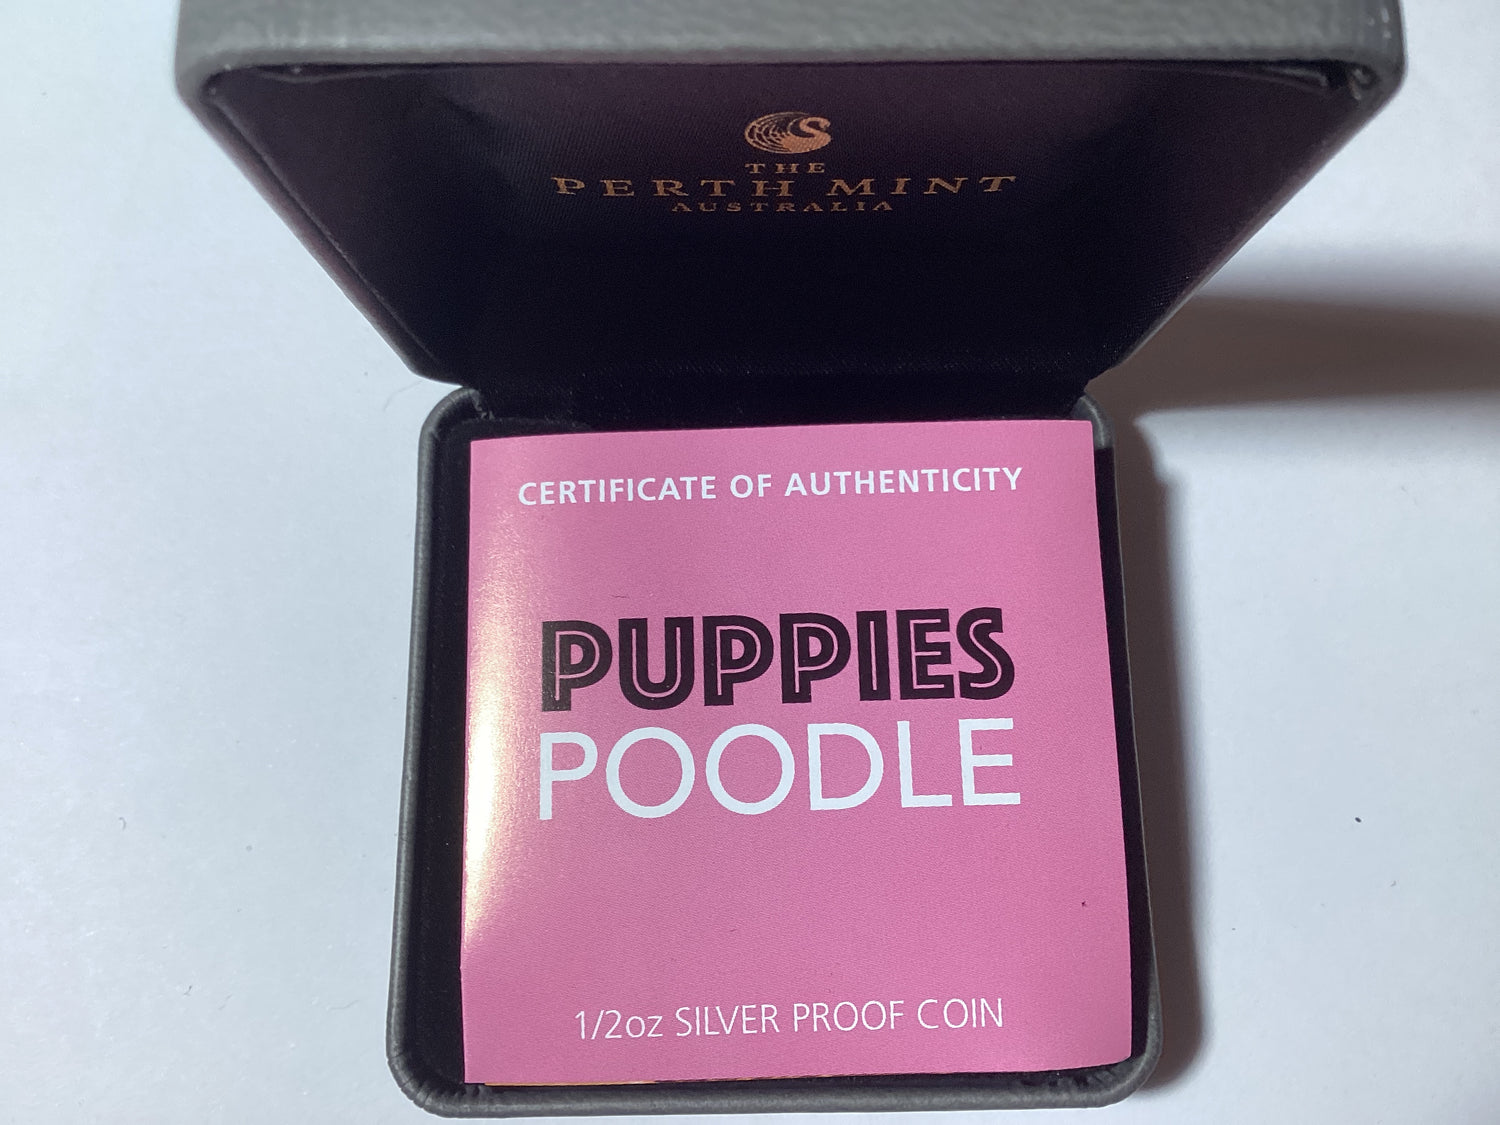 THE
PERTH MINT
AUSTRALIA
CERTIFICATE OF AUTHENTICITY
PUPPIES
POODLE
1/2oz SILVER PROOF COIN